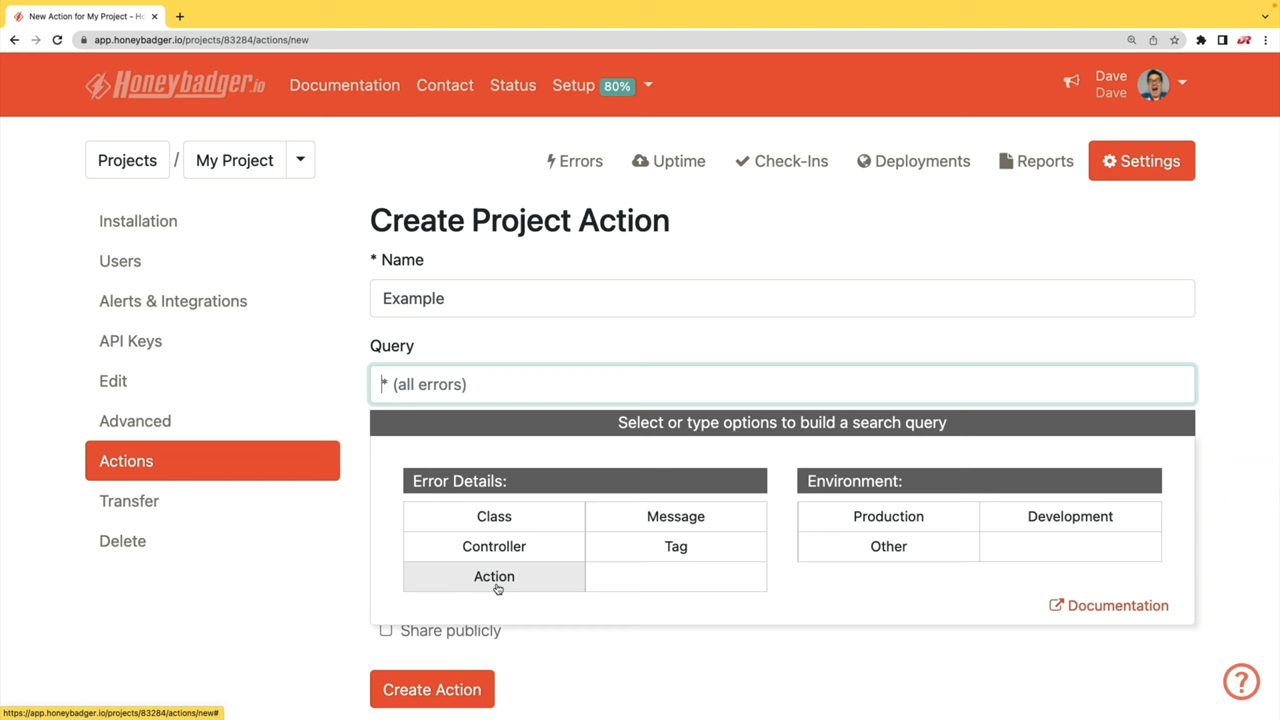 New Action for My Project - Ho
app.honeybadger.io/projects/83284/actions/new
Honeybadger.io
Documentation
Contact
Status
Setup 80%
Dave
Dave
Projects / My Project
Errors
Uptime
Check-Ins
Deployments
Reports
Settings
Installation
Users
Alerts & Integrations
API Keys
Edit
Advanced
Actions
Transfer
Delete
Create Project Action
* Name
Example
Query
* (all errors)
Select or type options to build a search query
Error Details:
Class
Message
Controller
Tag
Action
Environment:
Production
Development
Other
Documentation
Share publicly
Create Action
?
https://app.honeybadger.io/projects/83284/actions/new#